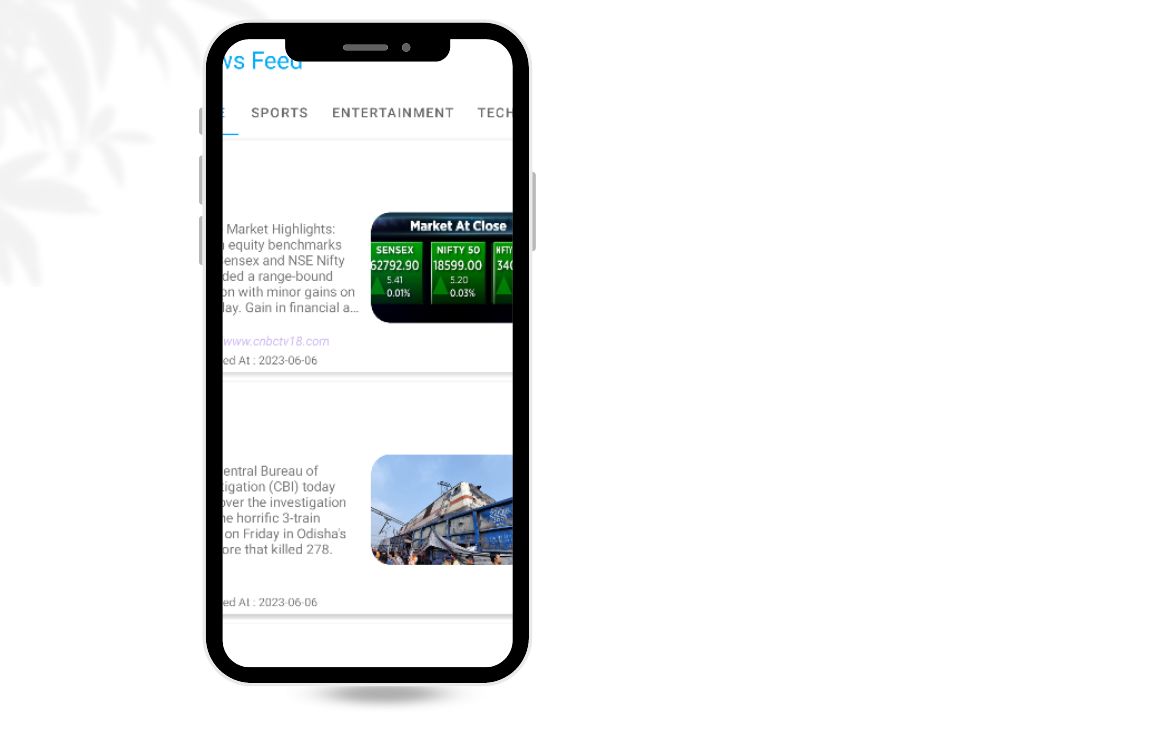 ws Feed
E SPORTS ENTERTAINMENT TECH
Market Highlights:
n equity benchmarks
ensex and NSE Nifty
ded a range-bound
on with minor gains on
day. Gain in financial a...
www.cnbctv18.com
ed At : 2023-06-06
Market At Close
SENSEX NIFTY 50 NIFTY
62792.90 18599.00 340
5.41 5.20
0.01% 0.03%
entral Bureau of
tigation (CBI) today
over the investigation
he horrific 3-train
on Friday in Odisha's
ore that killed 278.
ed At : 2023-06-06